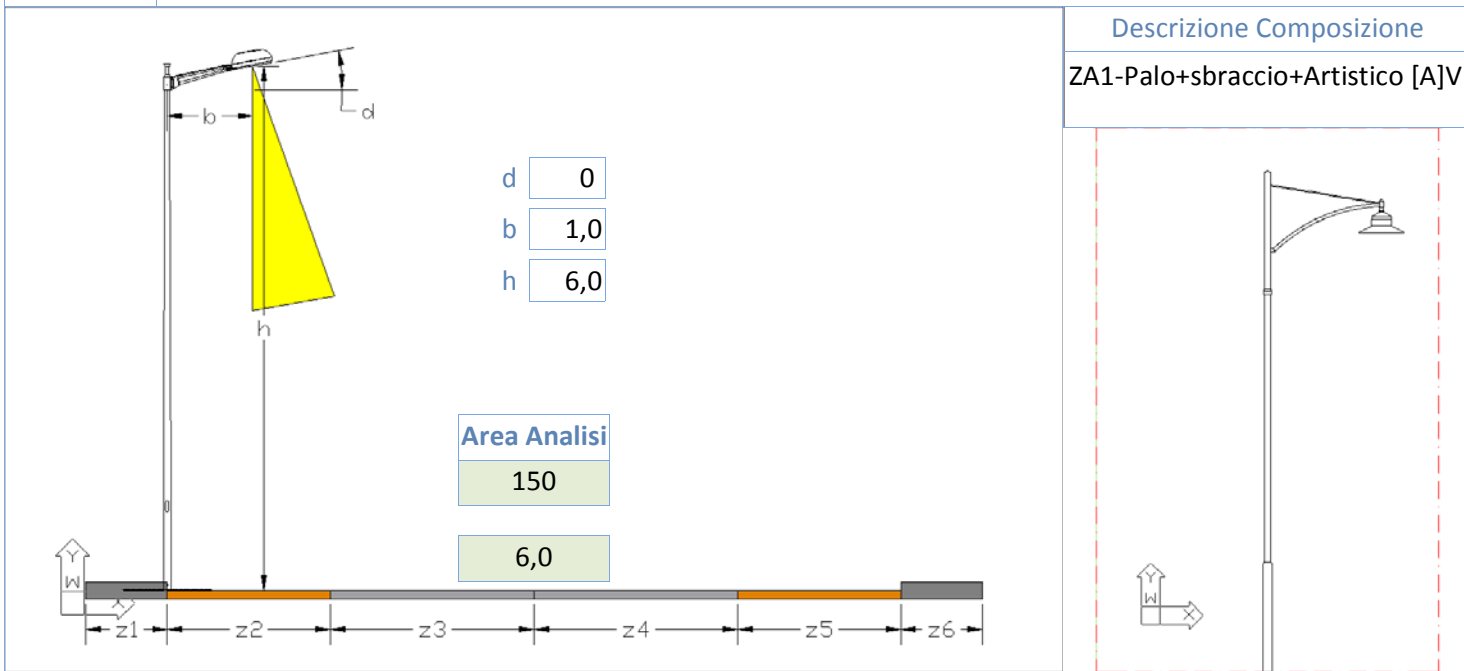 Descrizione Composizione
ZA1-Palo+sbraccio+Artistico [A]V
d
b
d 0
b 1,0
h 6,0
h
Area Analisi
150
6,0
Y
W
X
z1 z2 z3 z4 z5 z6
Y
W
X